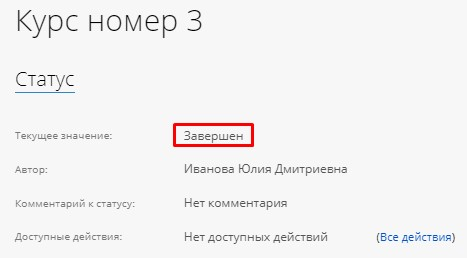 Курс номер 3
Статус
Текущее значение: Завершен
Автор: Иванова Юлия Дмитриевна
Комментарий к статусу: Нет комментария
Доступные действия: Нет доступных действий (Все действия)